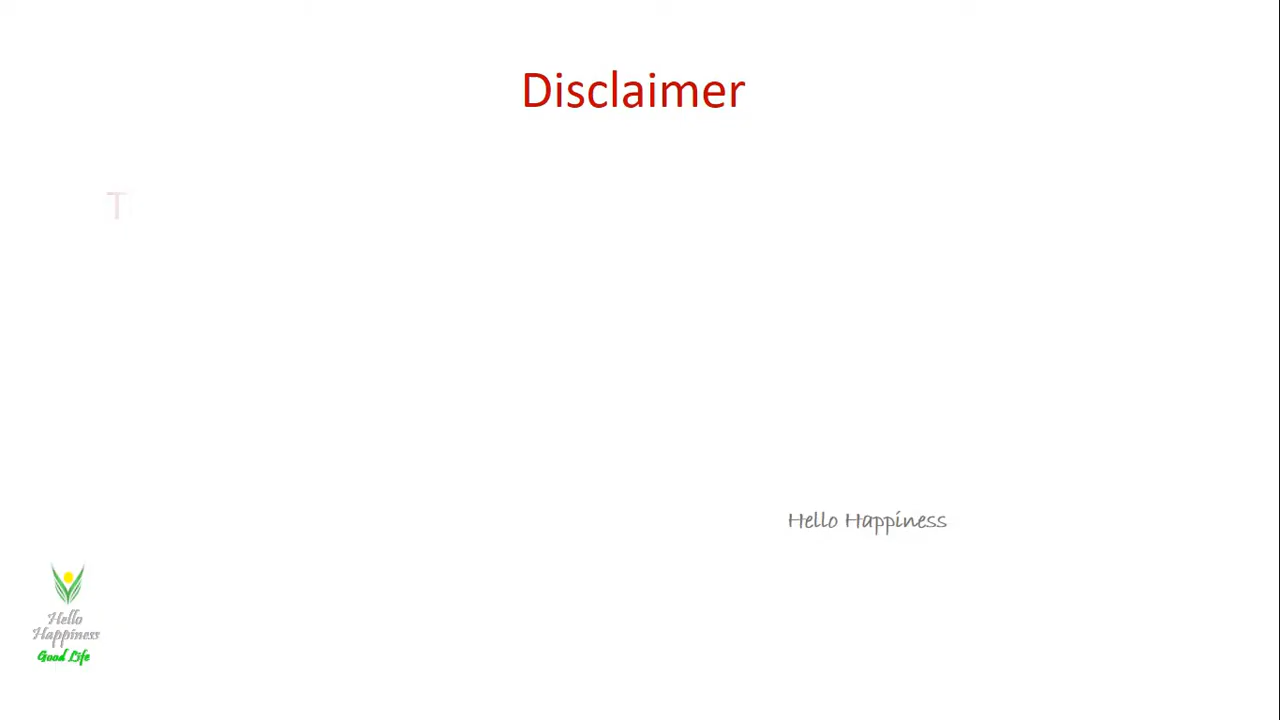 Disclaimer
T
Hello Happiness
Hello
Happiness
Good Life